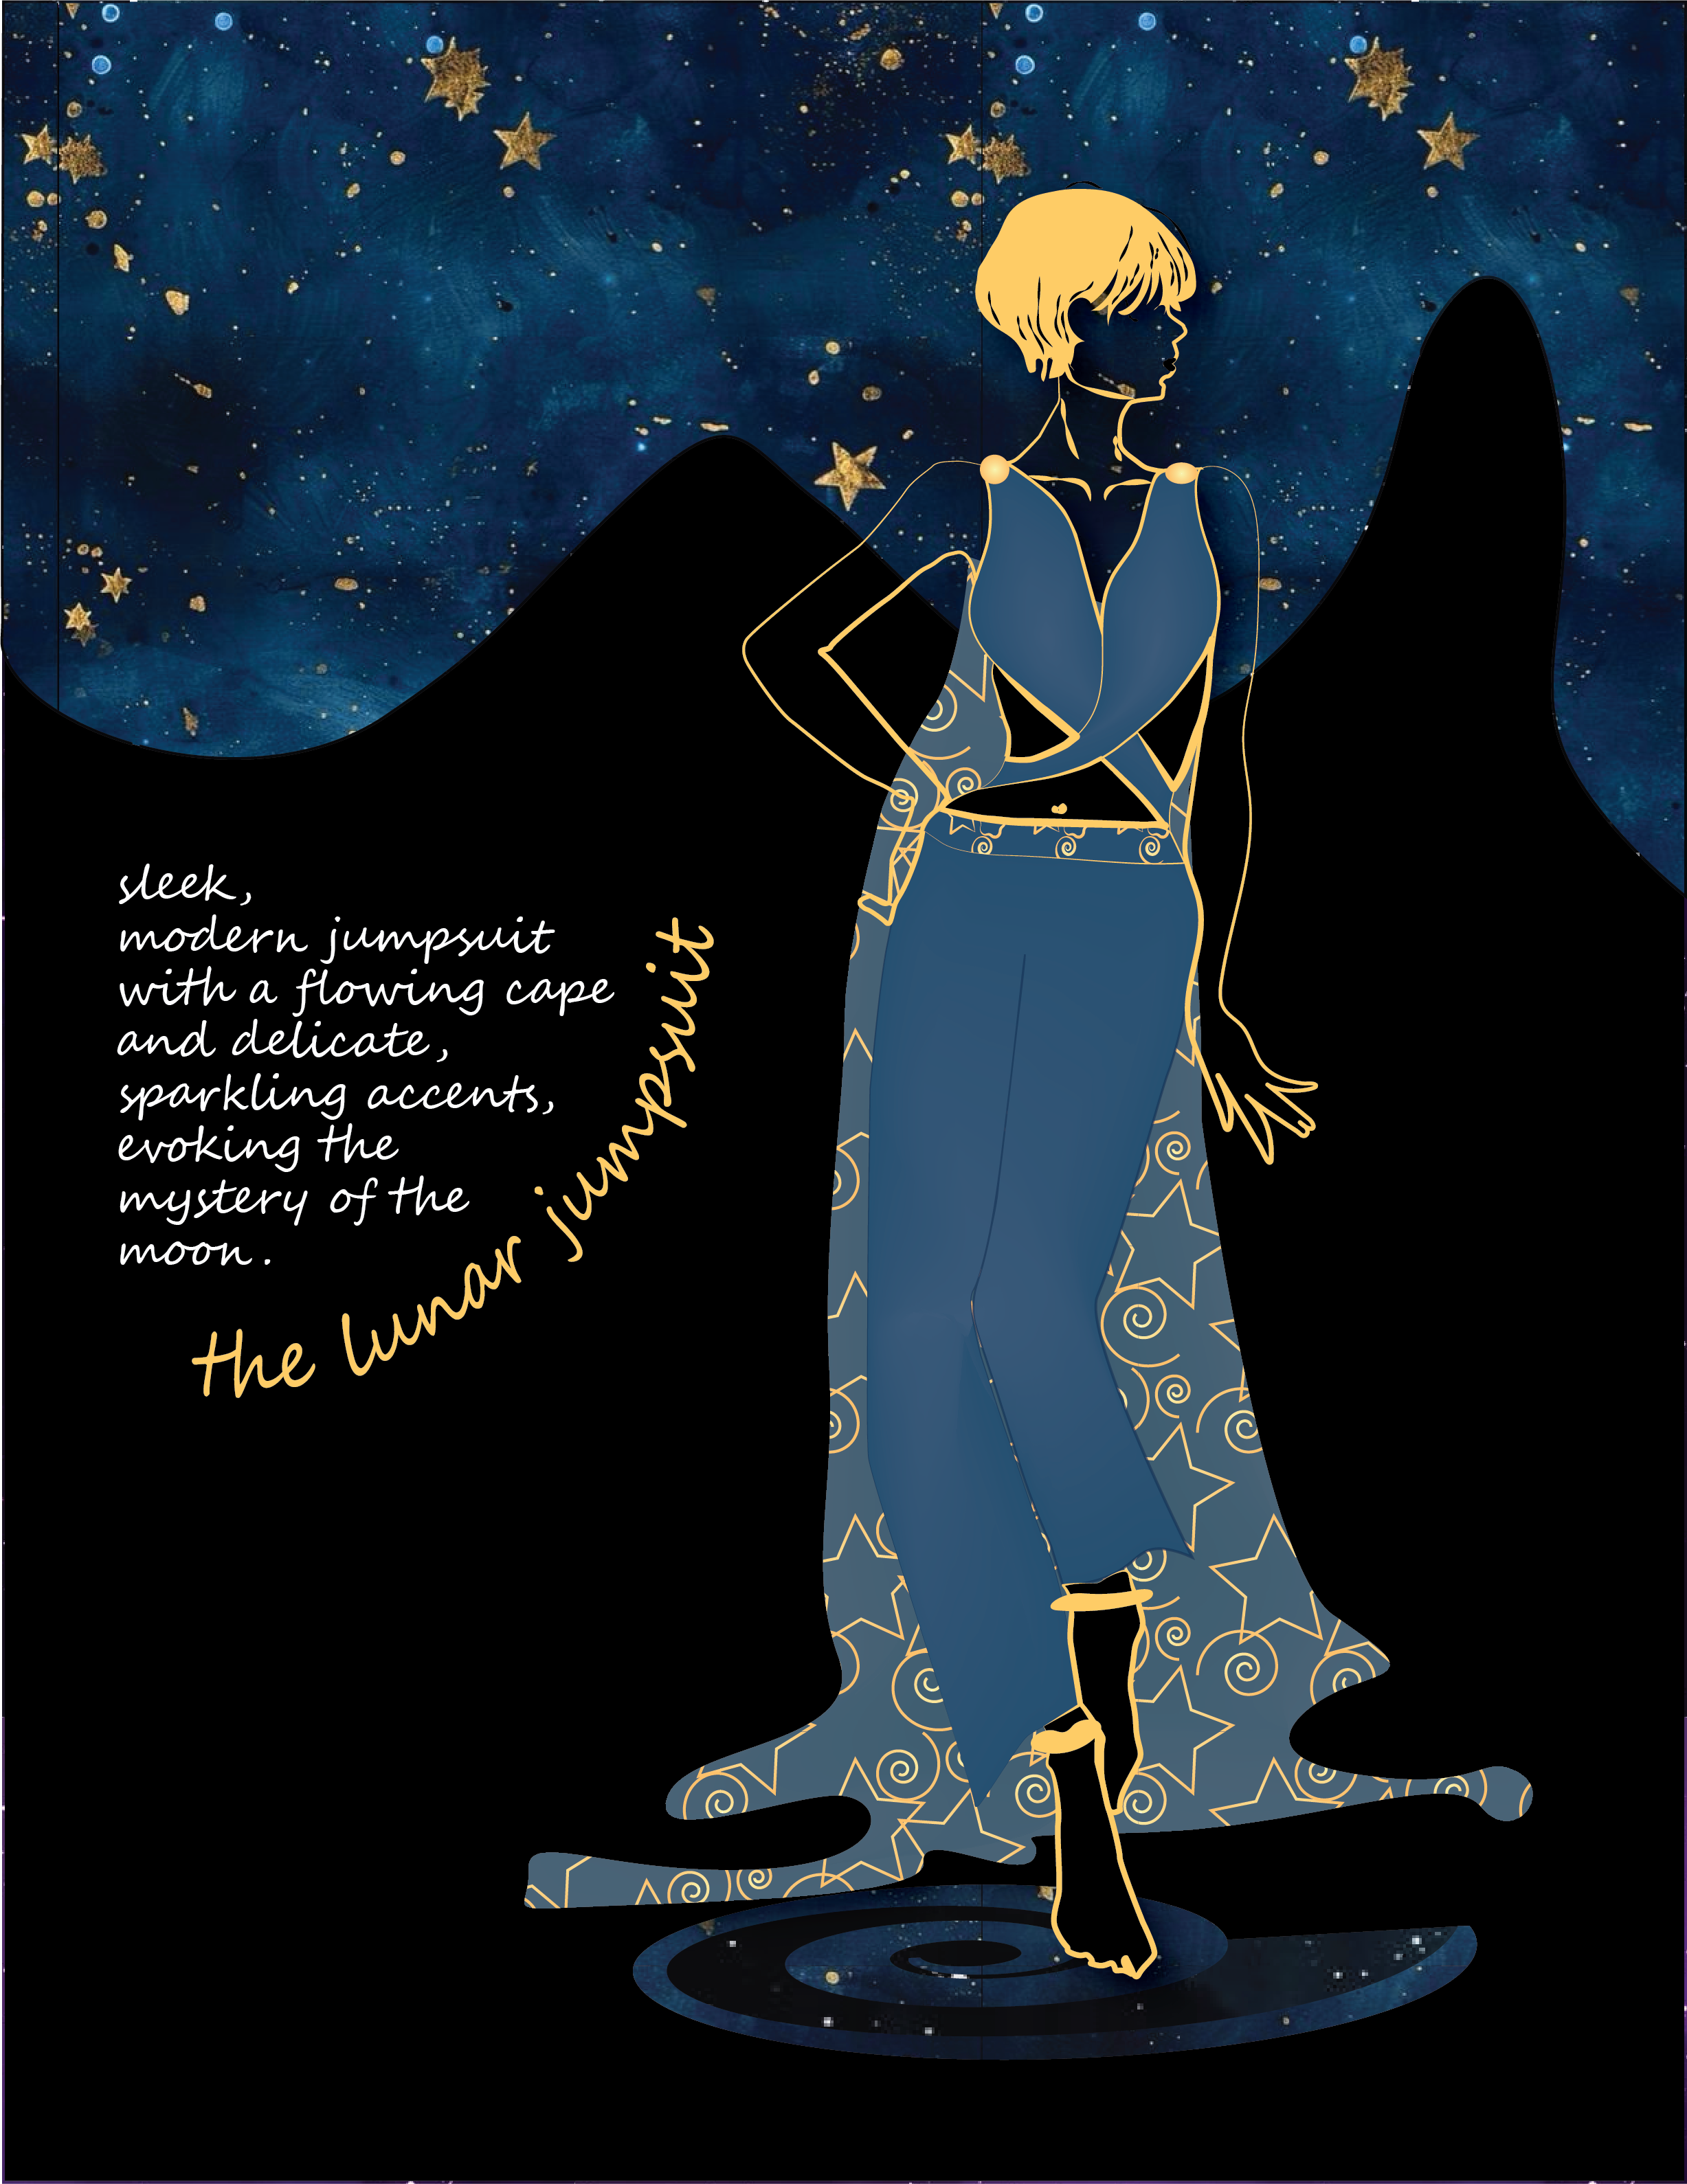 sleek,
modern jumpsuit
with a flowing cape
and delicate,
sparkling accents,
evoking the
mystery of the
moon.
the lunar jumpsuit